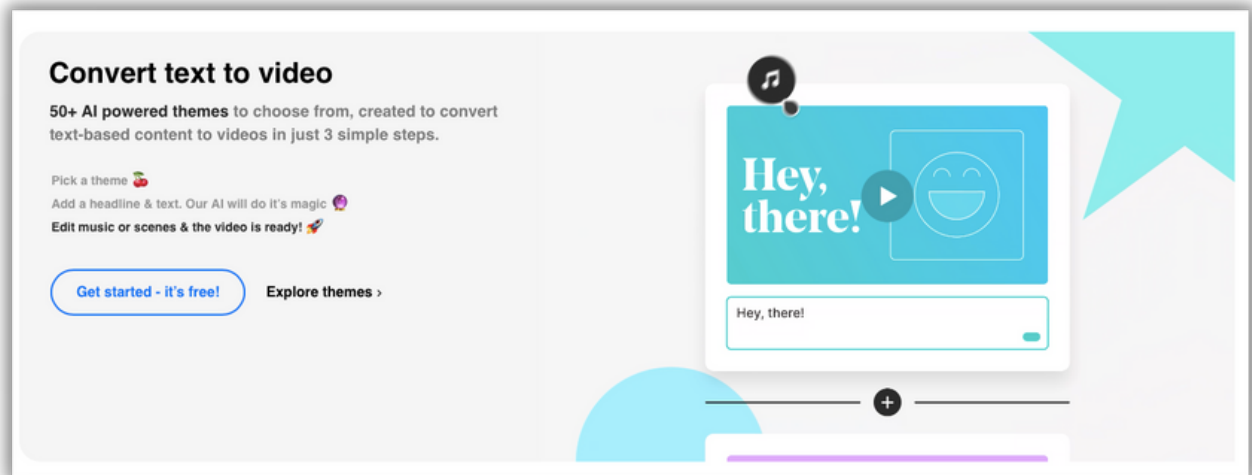 Convert text to video
50+ AI powered themes to choose from, created to convert
text-based content to videos in just 3 simple steps.
Pick a theme 🍒
Add a headline & text. Our AI will do it's magic 🔮
Edit music or scenes & the video is ready! 🚀
Get started - it's free!
Explore themes ›
Hey,
there!
Hey, there!